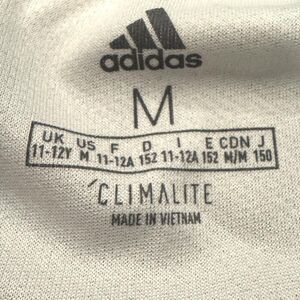 adidas
M
UK US F D I E CDN J
11-12Y M 11-12A 152 11-12A 152 M/M 150
CLIMALITE
MADE IN VIETNAM